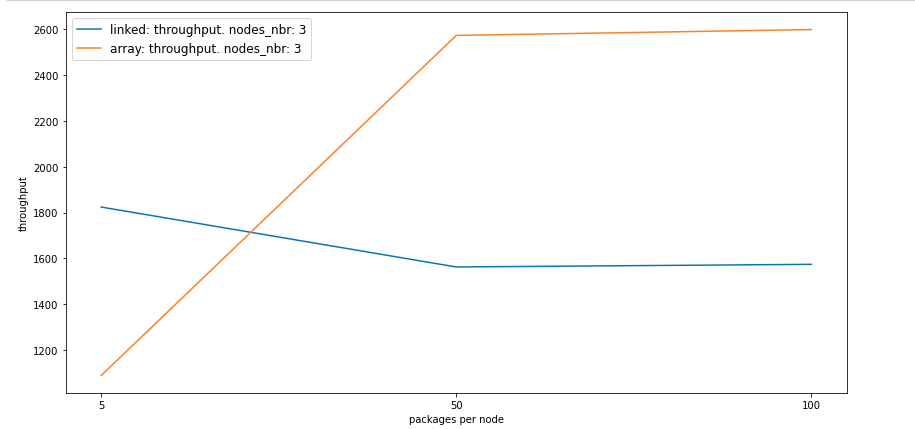 linked: throughput. nodes_nbr: 3
array: throughput. nodes_nbr: 3
2600
2400
2200
2000
1800
1600
1400
1200
throughput
5 50 100
packages per node